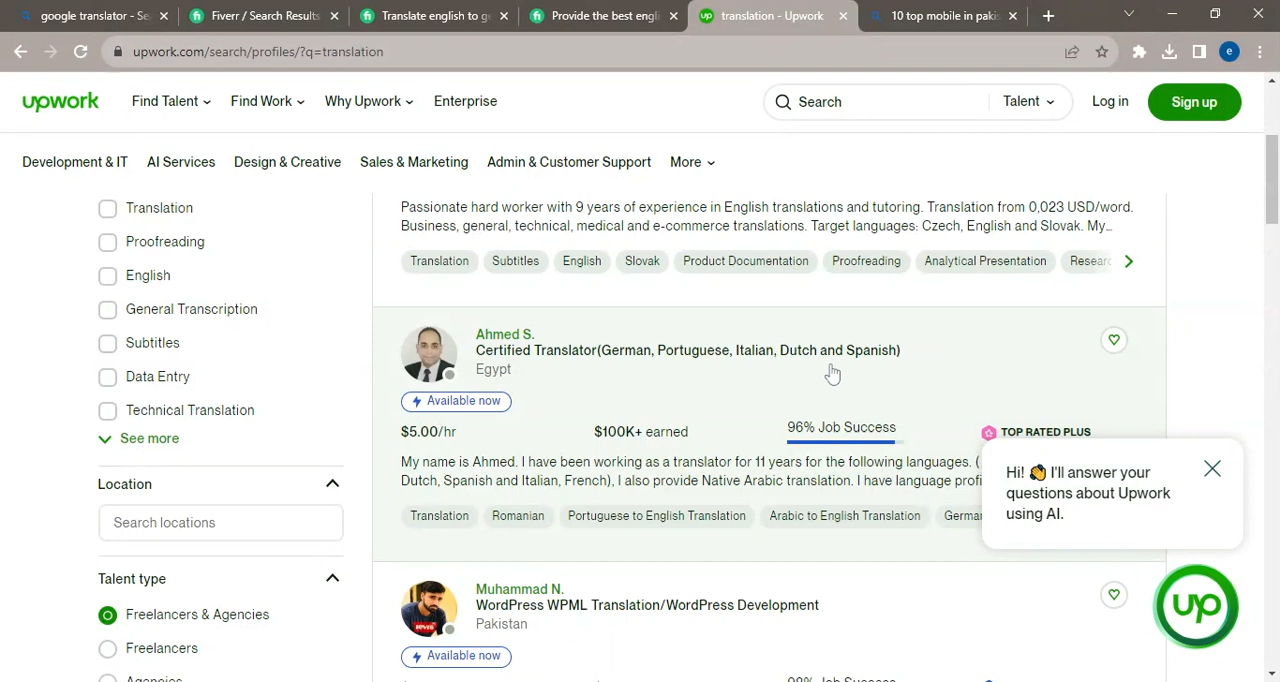 google translator - Se
Fiverr / Search Results
Translate english to g
Provide the best engli
translation - Upwork
10 top mobile in paki
upwork.com/search/profiles/?q=translation
e
upwork
Find Talent
Find Work
Why Upwork
Enterprise
Search
Talent
Log in
Sign up
Development & IT
AI Services
Design & Creative
Sales & Marketing
Admin & Customer Support
More
Translation
Proofreading
English
General Transcription
Subtitles
Data Entry
Technical Translation
See more
Location
Search locations
Talent type
Freelancers & Agencies
Freelancers
Agencies
Passionate hard worker with 9 years of experience in English translations and tutoring. Translation from 0,023 USD/word.
Business, general, technical, medical and e-commerce translations. Target languages: Czech, English and Slovak. My...
Translation
Subtitles
English
Slovak
Product Documentation
Proofreading
Analytical Presentation
Researc
Ahmed S.
Certified Translator(German, Portuguese, Italian, Dutch and Spanish)
Egypt
Available now
$5.00/hr
$100K+ earned
96% Job Success
TOP RATED PLUS
My name is Ahmed. I have been working as a translator for 11 years for the following languages. (
Dutch, Spanish and Italian, French), I also provide Native Arabic translation. I have language profi
Translation
Romanian
Portuguese to English Translation
Arabic to English Translation
German
Muhammad N.
WordPress WPML Translation/WordPress Development
Pakistan
Available now
98% Job Success
Hi! 👏 I'll answer your
questions about Upwork
using AI.
up